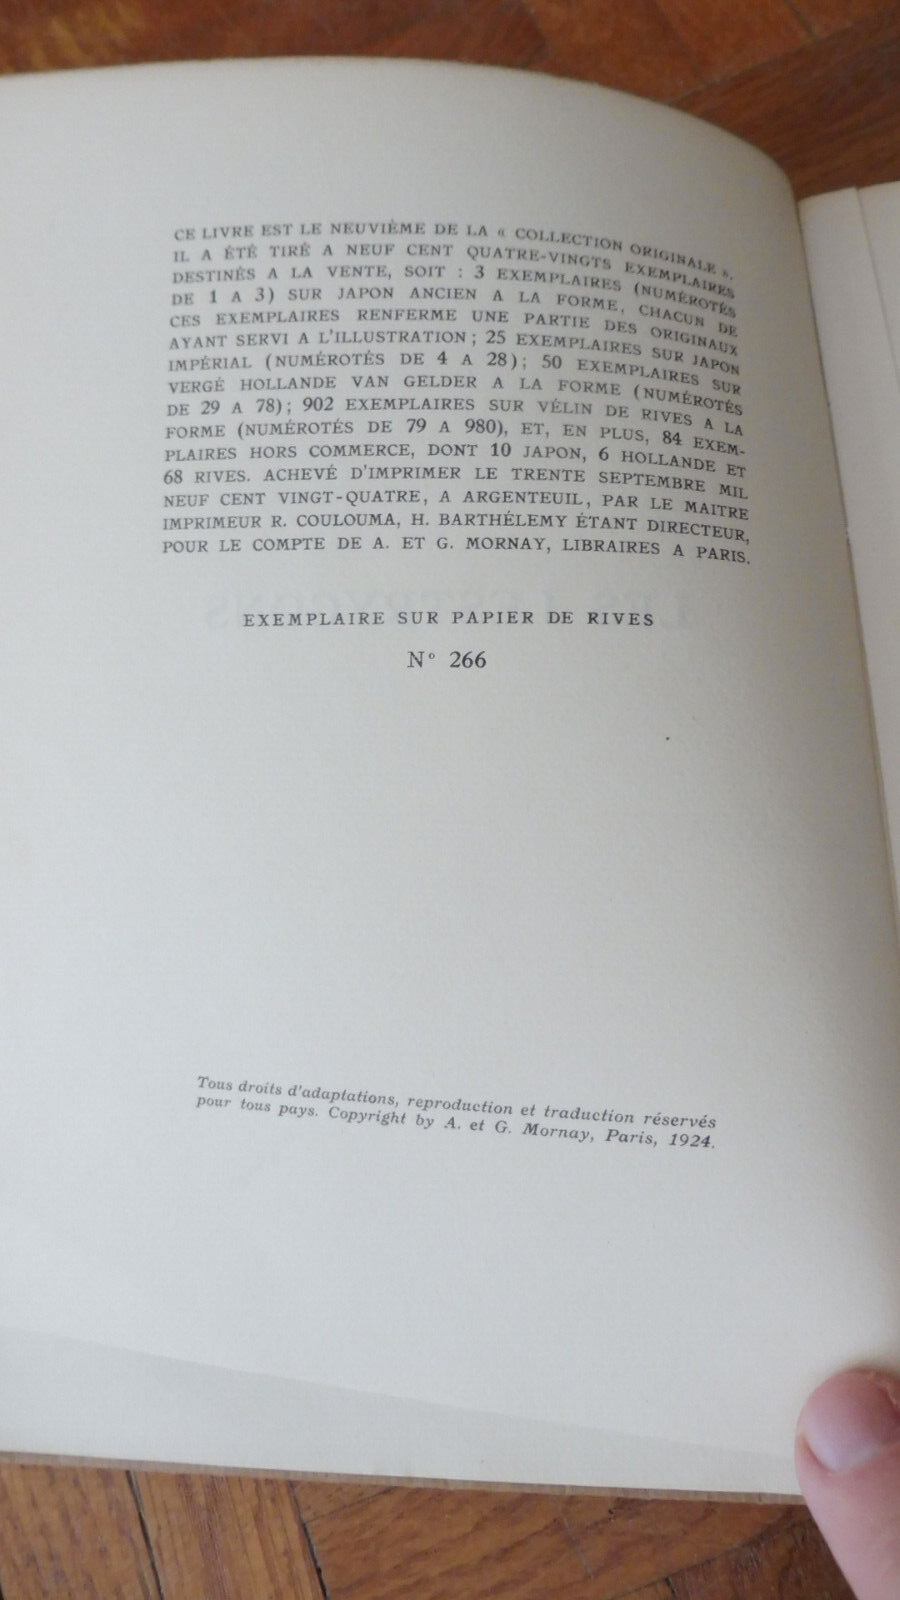 CE LIVRE EST LE NEUVIÈME DE LA « COLLECTION ORIGINALE ».
IL A ÉTÉ TIRÉ A NEUF CENT QUATRE-VINGTS EXEMPLAIRES
DESTINÉS A LA VENTE, SOIT : 3 EXEMPLAIRES (NUMÉROTÉS
DE 1 A 3) SUR JAPON ANCIEN A LA FORME, CHACUN DE
CES EXEMPLAIRES RENFERME UNE PARTIE DES ORIGINAUX
AYANT SERVI A L'ILLUSTRATION ; 25 EXEMPLAIRES SUR JAPON
IMPÉRIAL (NUMÉROTÉS DE 4 A 28) ; 50 EXEMPLAIRES SUR
VERGÉ HOLLANDE VAN GELDER A LA FORME (NUMÉROTÉS
DE 29 A 78) ; 902 EXEMPLAIRES SUR VÉLIN DE RIVES A LA
FORME (NUMÉROTÉS DE 79 A 980), ET, EN PLUS, 84 EXEM-
PLAIRES HORS COMMERCE, DONT 10 JAPON, 6 HOLLANDE ET
68 RIVES. ACHEVÉ D'IMPRIMER LE TRENTE SEPTEMBRE MIL
NEUF CENT VINGT-QUATRE, A ARGENTEUIL, PAR LE MAITRE
IMPRIMEUR R. COULOUMA, H. BARTHÉLEMY ÉTANT DIRECTEUR,
POUR LE COMPTE DE A. ET G. MORNAY, LIBRAIRES A PARIS.
EXEMPLAIRE SUR PAPIER DE RIVES
N° 266
Tous droits d'adaptations, reproduction et traduction réservés
pour tous pays. Copyright by A. et G. Mornay, Paris, 1924.